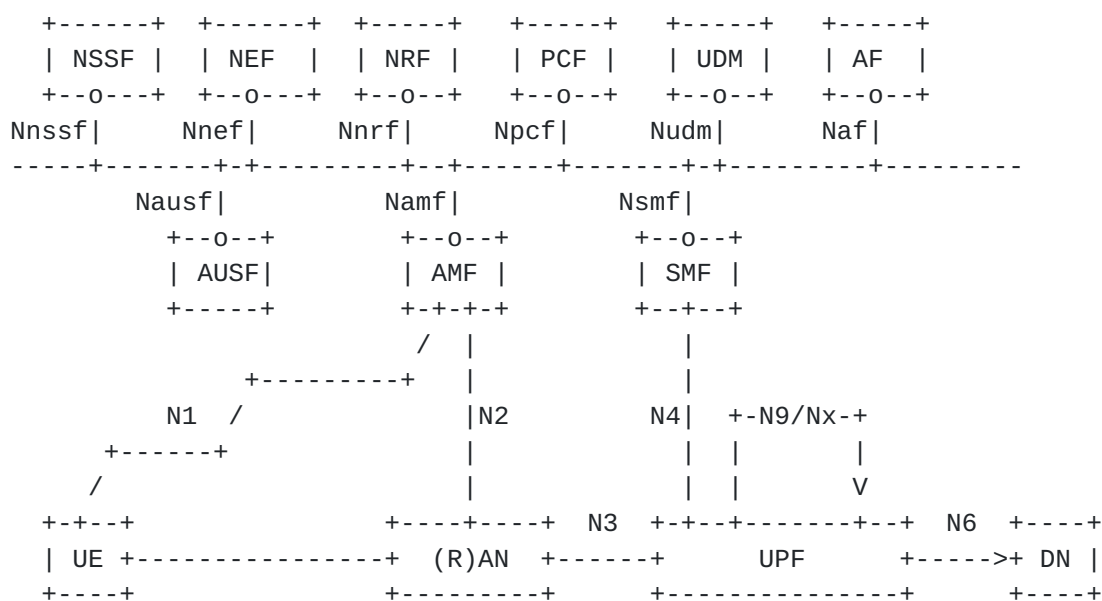 NSSF NEF NRF PCF UDM AF
Nnssf Nnef Nnrf Npcf Nudm Naf
Nausf Namf Nsmf
AUSF AMF SMF
N1 N2 N4 N9/Nx
N3 N6
UE (R)AN UPF DN